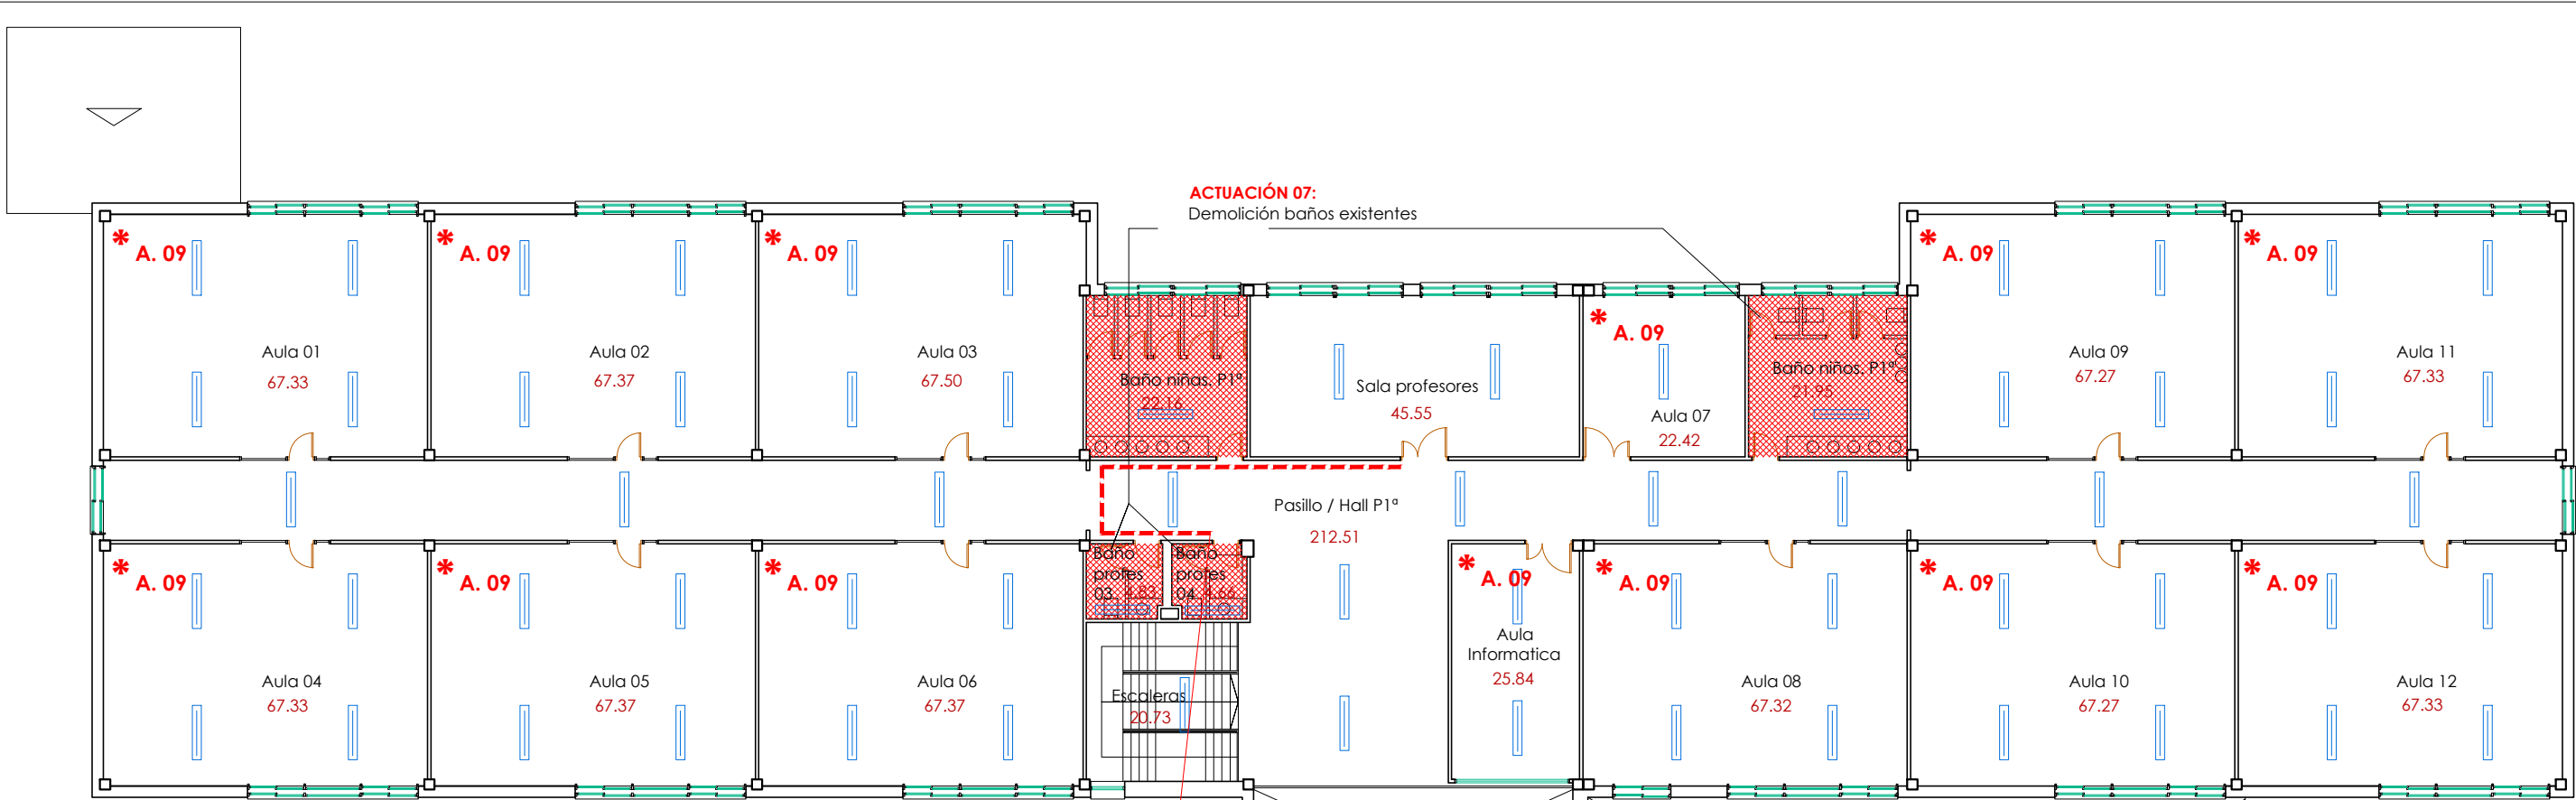 ACTUACIÓN 07:
Demolición baños existentes
* A. 09
* A. 09
* A. 09
* A. 09
* A. 09
* A. 09
Aula 01
67.33
Aula 02
67.37
Aula 03
67.50
Baño niñas. P1ª
22.16
Sala profesores
45.55
Aula 07
22.42
Baño niños. P1ª
21.95
Aula 09
67.27
Aula 11
67.33
Pasillo / Hall P1ª
212.51
* A. 09
* A. 09
* A. 09
Baño
profes
03. 4.83
Baño
profes
04. 4.66
* A. 09
* A. 09
* A. 09
* A. 09
Aula 04
67.33
Aula 05
67.37
Aula 06
67.37
Escaleras
20.73
Aula
Informatica
25.84
Aula 08
67.32
Aula 10
67.27
Aula 12
67.33